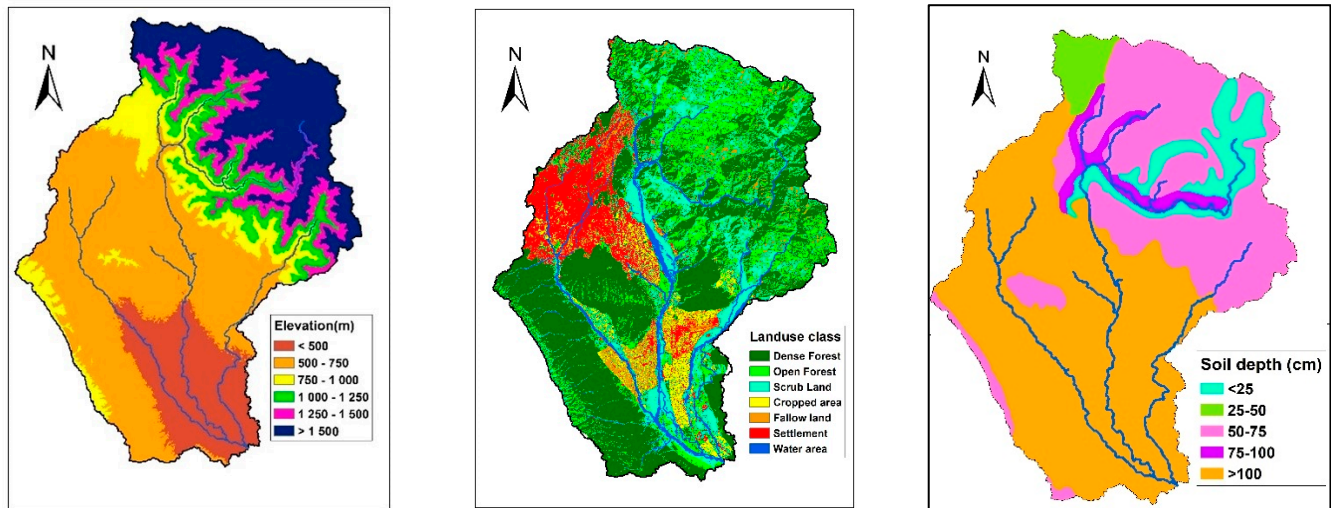 N
Elevation(m)
< 500
500 - 750
750 - 1 000
1 000 - 1 250
1 250 - 1 500
> 1 500
N
Landuse class
Dense Forest
Open Forest
Scrub Land
Cropped area
Fallow land
Settlement
Water area
N
Soil depth (cm)
<25
25-50
50-75
75-100
>100